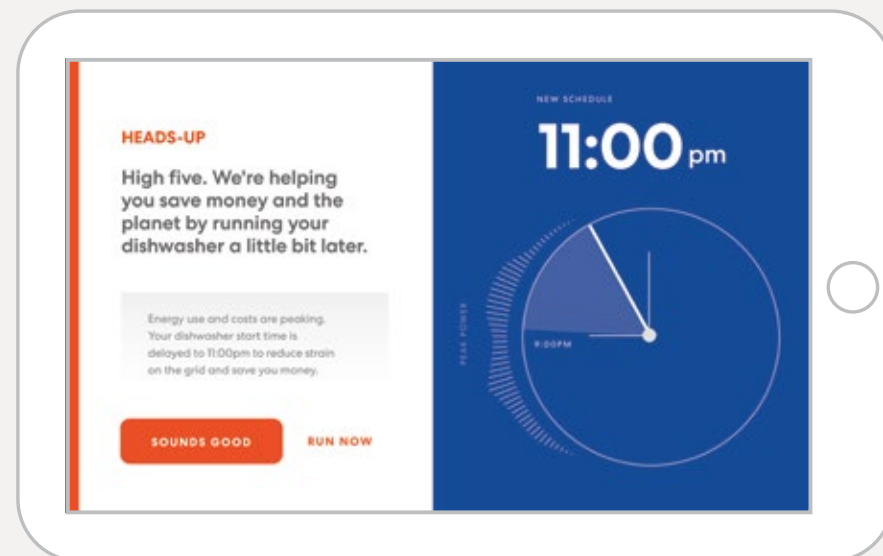 HEADS-UP
High five. We're helping
you save money and the
planet by running your
dishwasher a little bit later.
Energy use and costs are peaking.
Your dishwasher start time is
delayed to 11:00pm to reduce strain
on the grid and save you money.
SOUNDS GOOD
RUN NOW
NEW SCHEDULE
11:00 pm
PEAK POWER
9:00PM